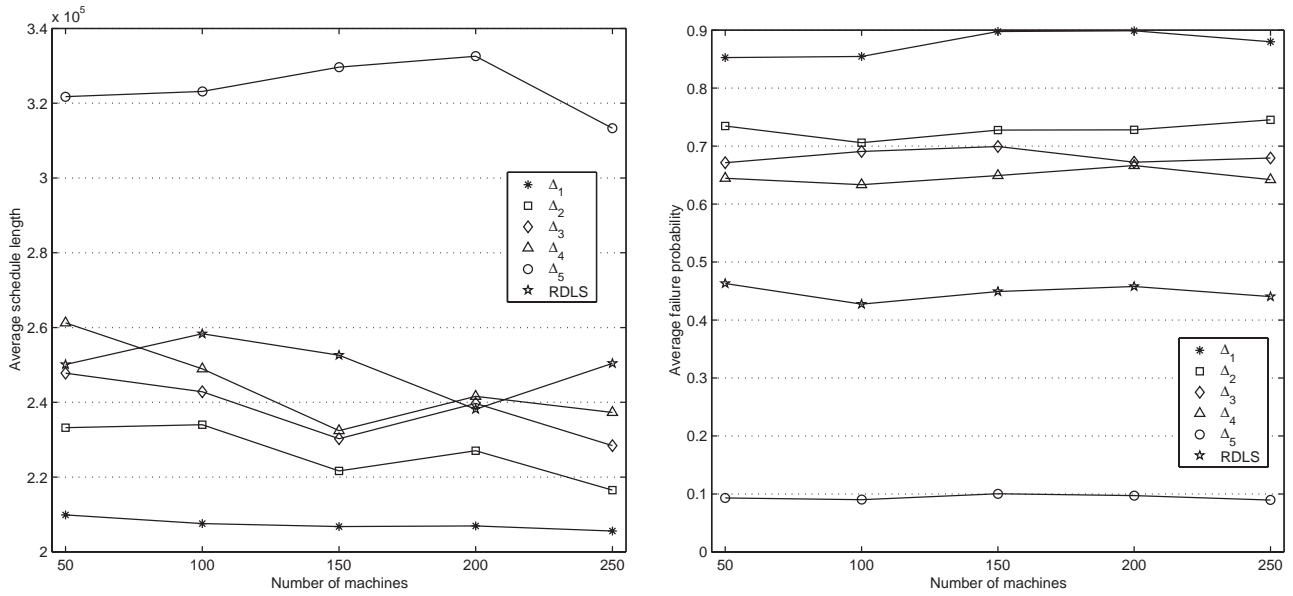 x 10⁵
3.4
3.2
3
2.8
2.6
2.4
2.2
2
Average schedule length
50 100 150 200 250
Number of machines
Δ₁
Δ₂
Δ₃
Δ₄
Δ₅
RDLS
0.9
0.8
0.7
0.6
0.5
0.4
0.3
0.2
0.1
0
Average failure probability
50 100 150 200 250
Number of machines
Δ₁
Δ₂
Δ₃
Δ₄
Δ₅
RDLS